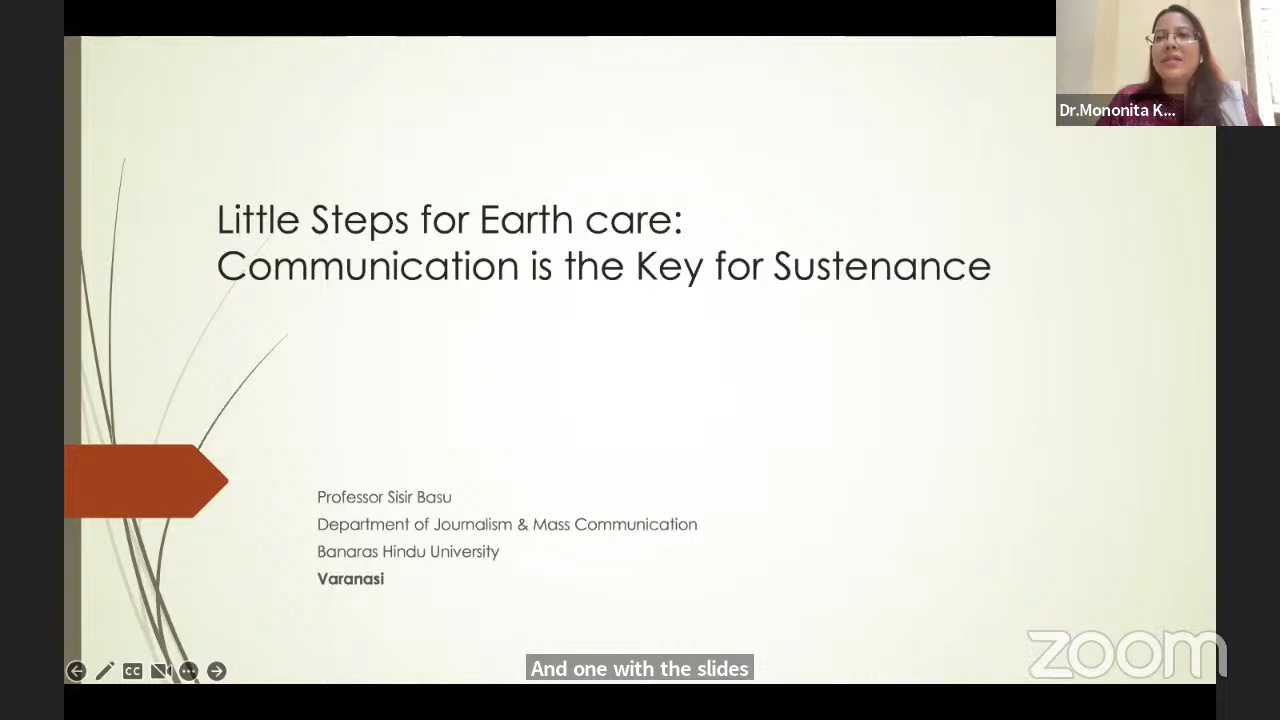 Dr.Mononita K...
Little Steps for Earth care:
Communication is the Key for Sustenance
Professor Sisir Basu
Department of Journalism & Mass Communication
Banaras Hindu University
Varanasi
CC
And one with the slides
zoom